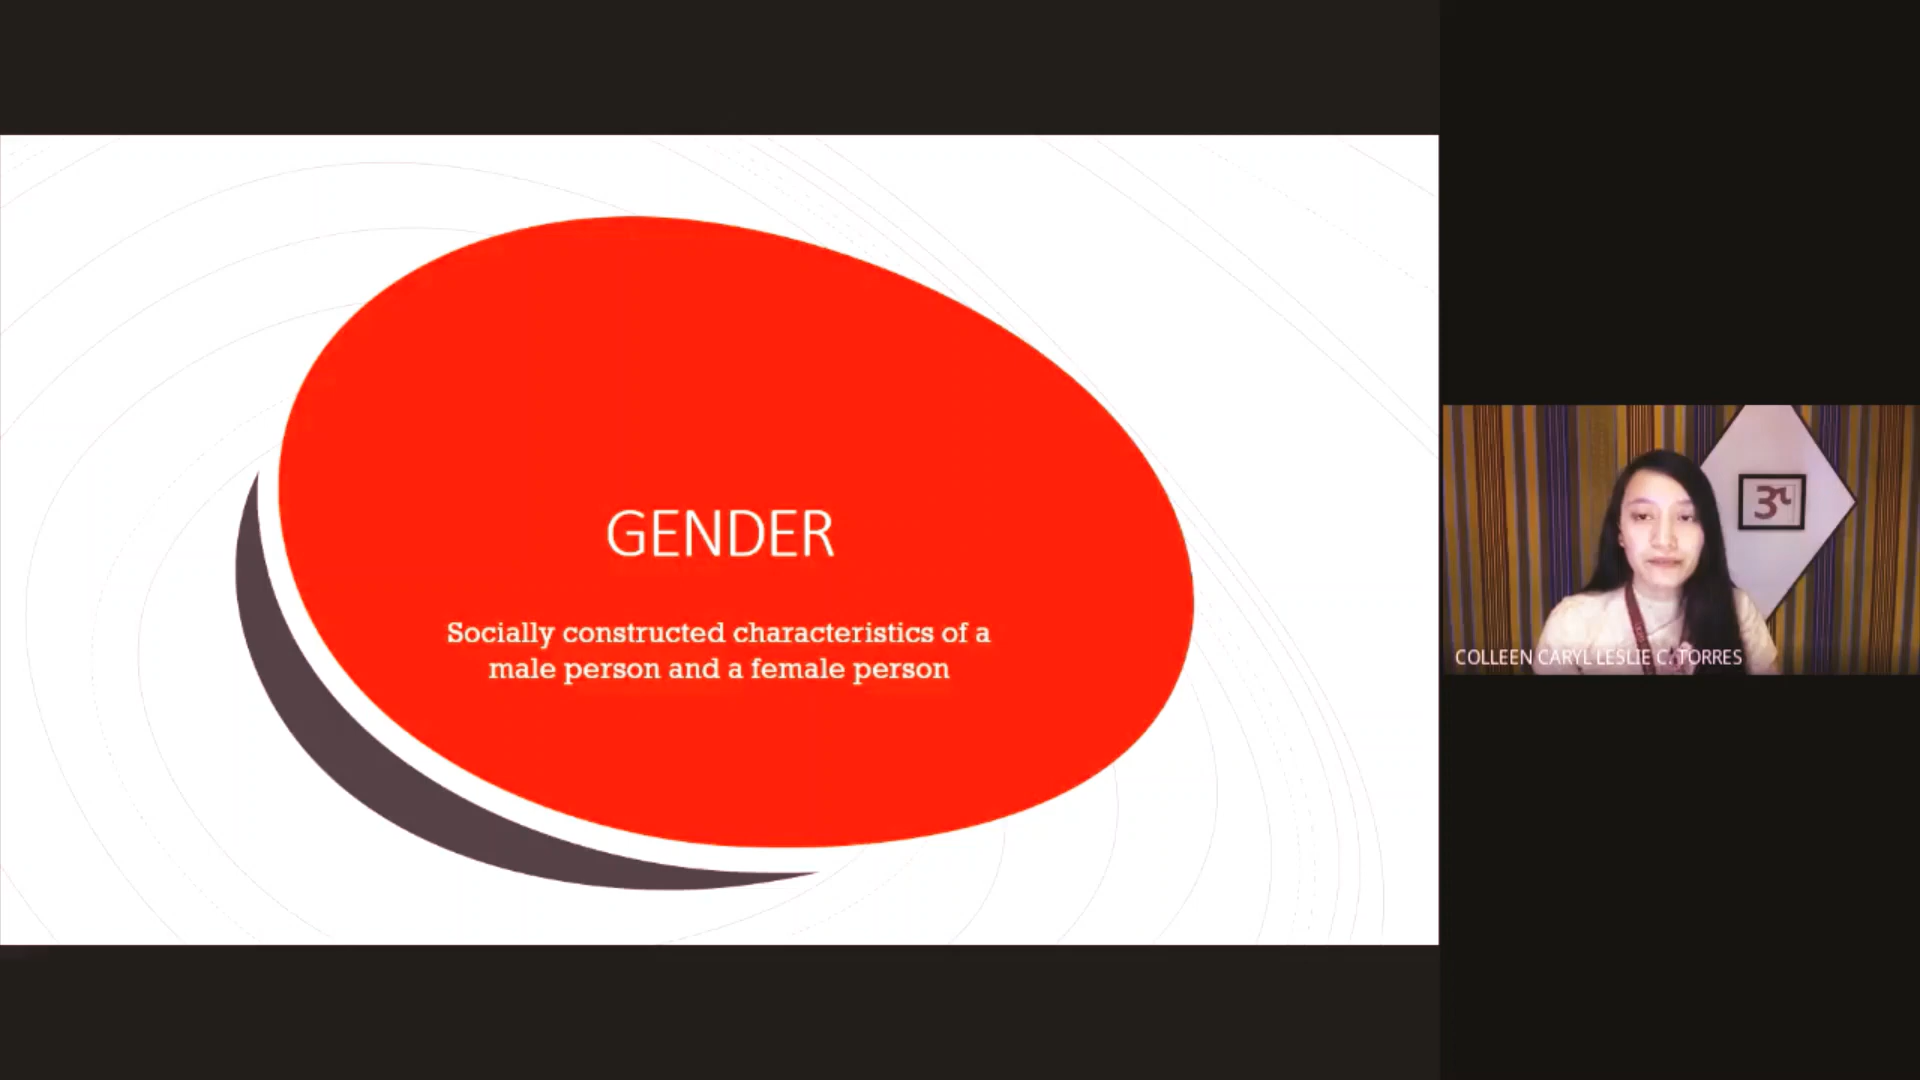 GENDER
Socially constructed characteristics of a
male person and a female person
COLLEEN CARYL LESLIE C. TORRES